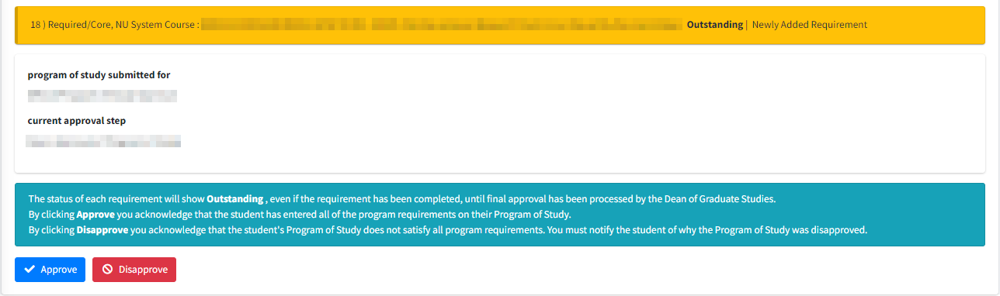 18 ) Required/Core, NU System Course : Outstanding | Newly Added Requirement
program of study submitted for
current approval step
The status of each requirement will show Outstanding , even if the requirement has been completed, until final approval has been processed by the Dean of Graduate Studies.
By clicking Approve you acknowledge that the student has entered all of the program requirements on their Program of Study.
By clicking Disapprove you acknowledge that the student's Program of Study does not satisfy all program requirements. You must notify the student of why the Program of Study was disapproved.
Approve Disapprove